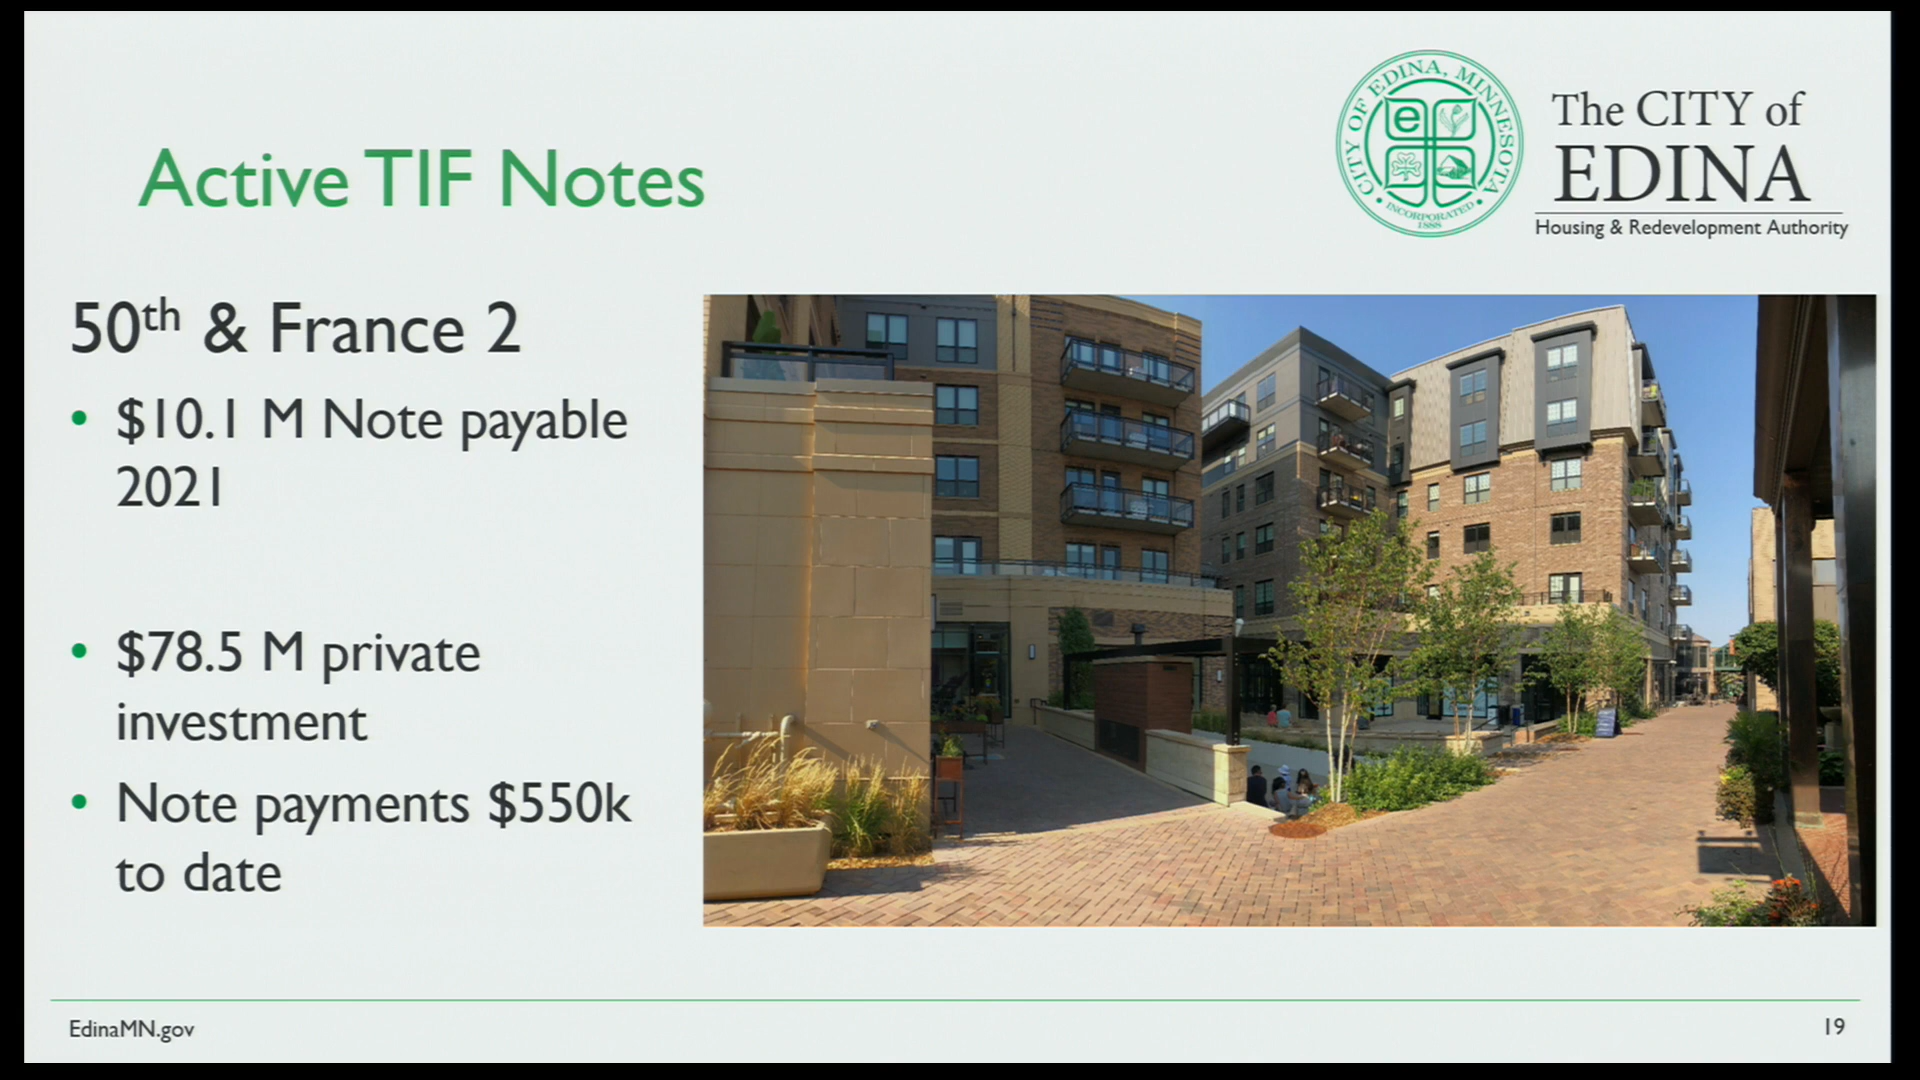 CITY OF EDINA, MINNESOTA
e
INCORPORATED
1888
The CITY of
EDINA
Housing & Redevelopment Authority
Active TIF Notes
50th & France 2
• $10.1 M Note payable
2021
• $78.5 M private
investment
• Note payments $550k
to date
EdinaMN.gov
19